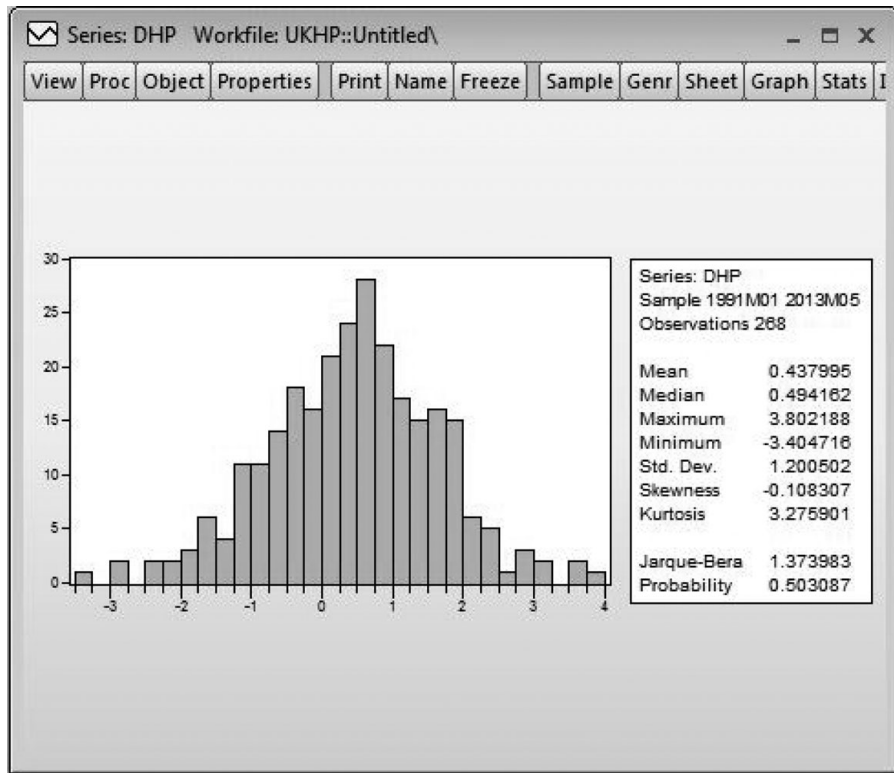 Series: DHP Workfile: UKHP::Untitled\
View Proc Object Properties Print Name Freeze Sample Genr Sheet Graph Stats
30
25
20
15
10
5
0
-3 -2 -1 0 1 2 3 4
Series: DHP
Sample 1991M01 2013M05
Observations 268
Mean 0.437995
Median 0.494162
Maximum 3.802188
Minimum -3.404716
Std. Dev. 1.200502
Skewness -0.108307
Kurtosis 3.275901
Jarque-Bera 1.373983
Probability 0.503087